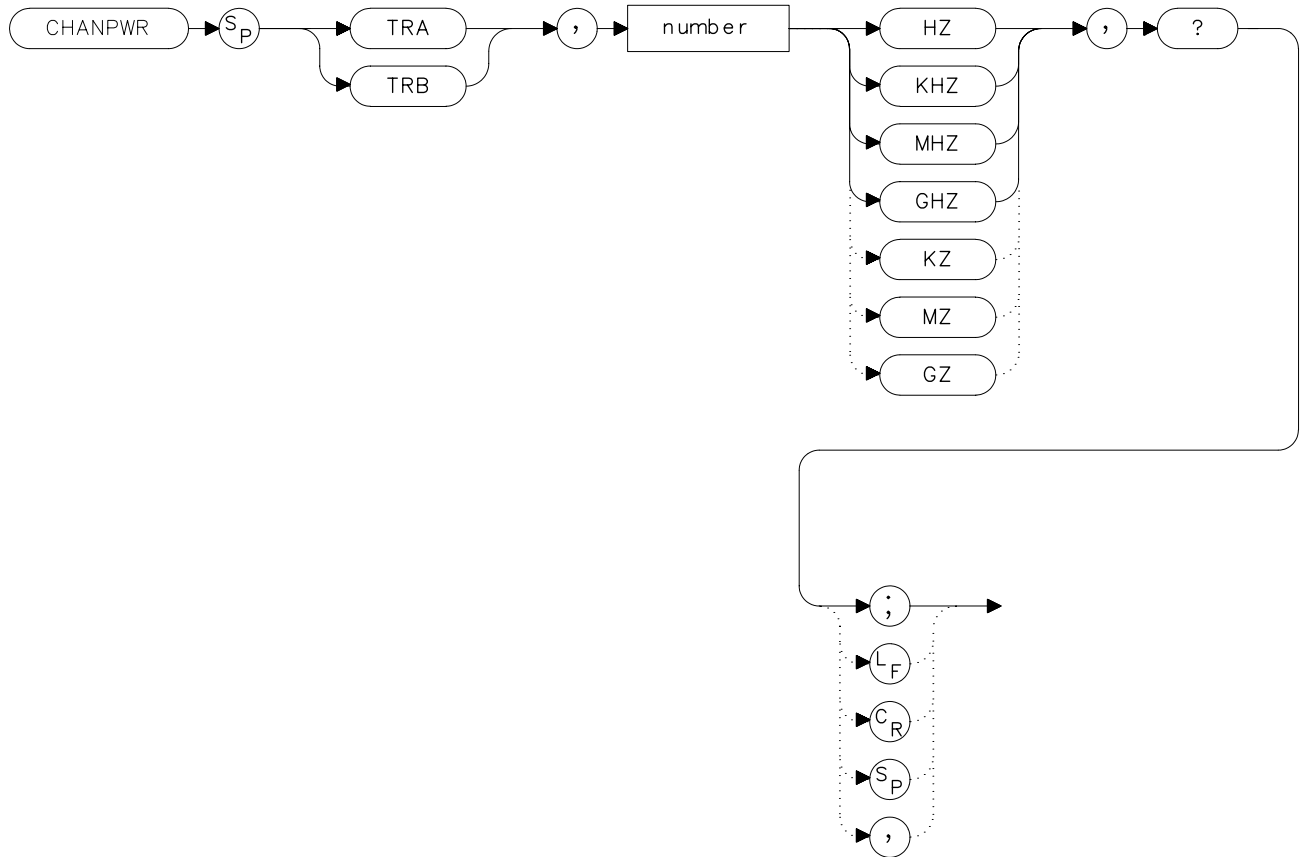 CHANPWR SP TRA , number HZ , ?
TRB KHZ
MHZ
GHZ
KZ
MZ
GZ
;
LF
CR
SP
,